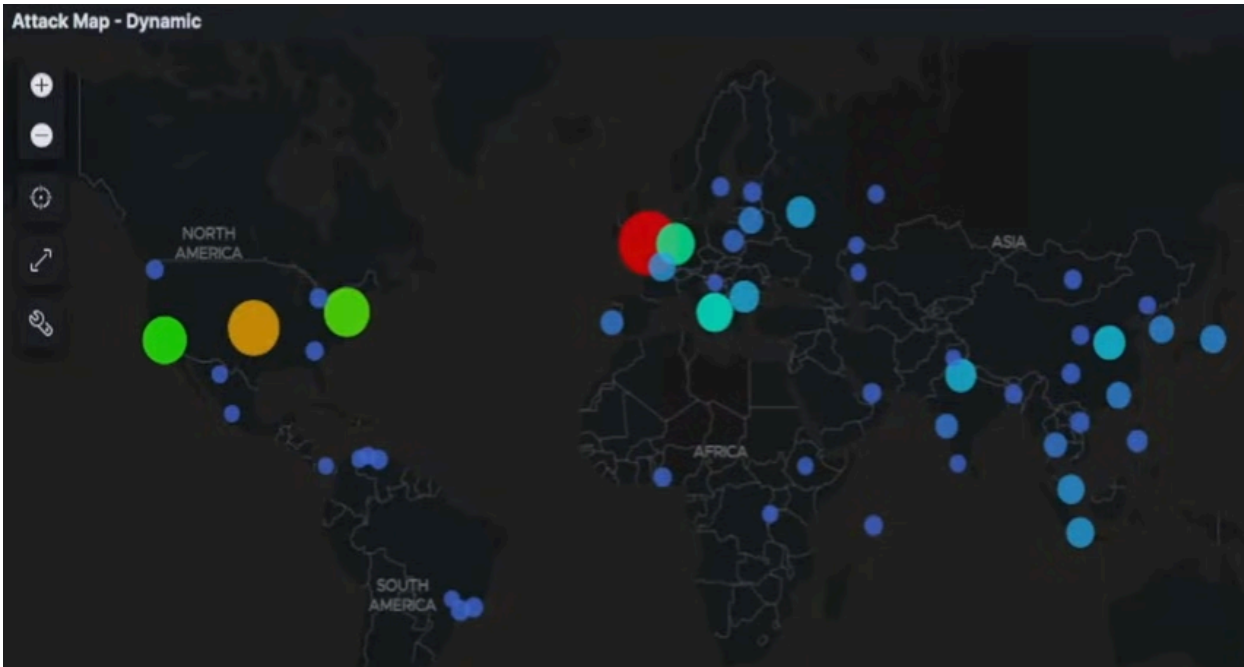 Attack Map - Dynamic
NORTH
AMERICA
ASIA
AFRICA
SOUTH
AMERICA